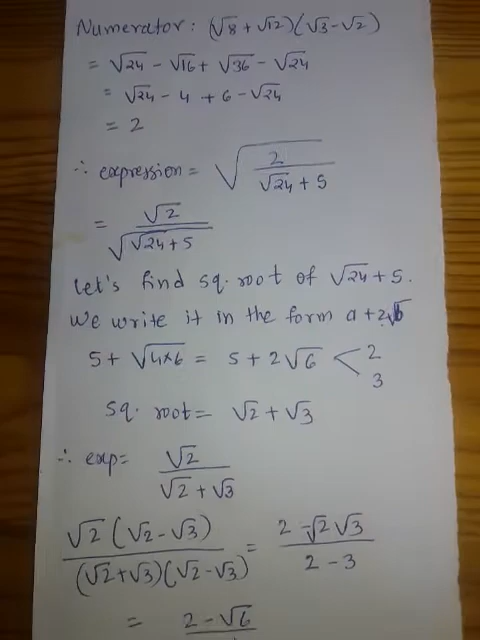 Numerator: (√8 + √12)(√3 - √2)
= √24 - √16 + √36 - √24
= √24 - 4 + 6 - √24
= 2
∴ expression = √(2/(√24 + 5))
= √2/√(√24 + 5)
Let's find sq. root of √24 + 5.
We write it in the form a + 2√b
5 + √4×6 = 5 + 2√6 < 2 3
sq. root = √2 + √3
∴ exp = √2/(√2 + √3)
√2(√2 - √3)/(√2+√3)(√2-√3) = (2 - √2√3)/(2 - 3)
= 2 - √6